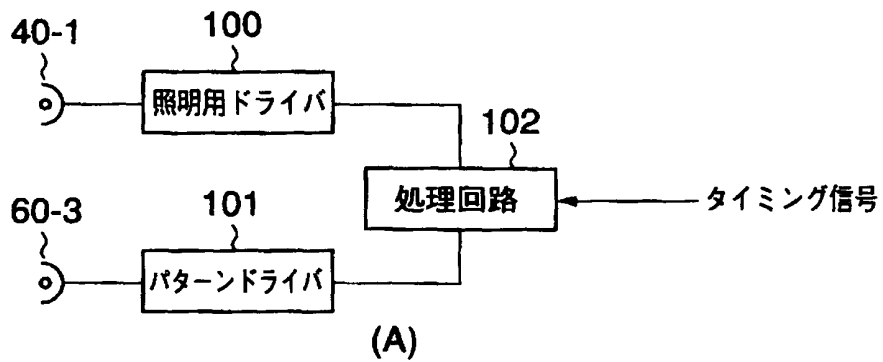 40-1
100
照明用ドライバ
102
処理回路
タイミング信号
60-3
101
パターンドライバ
(A)